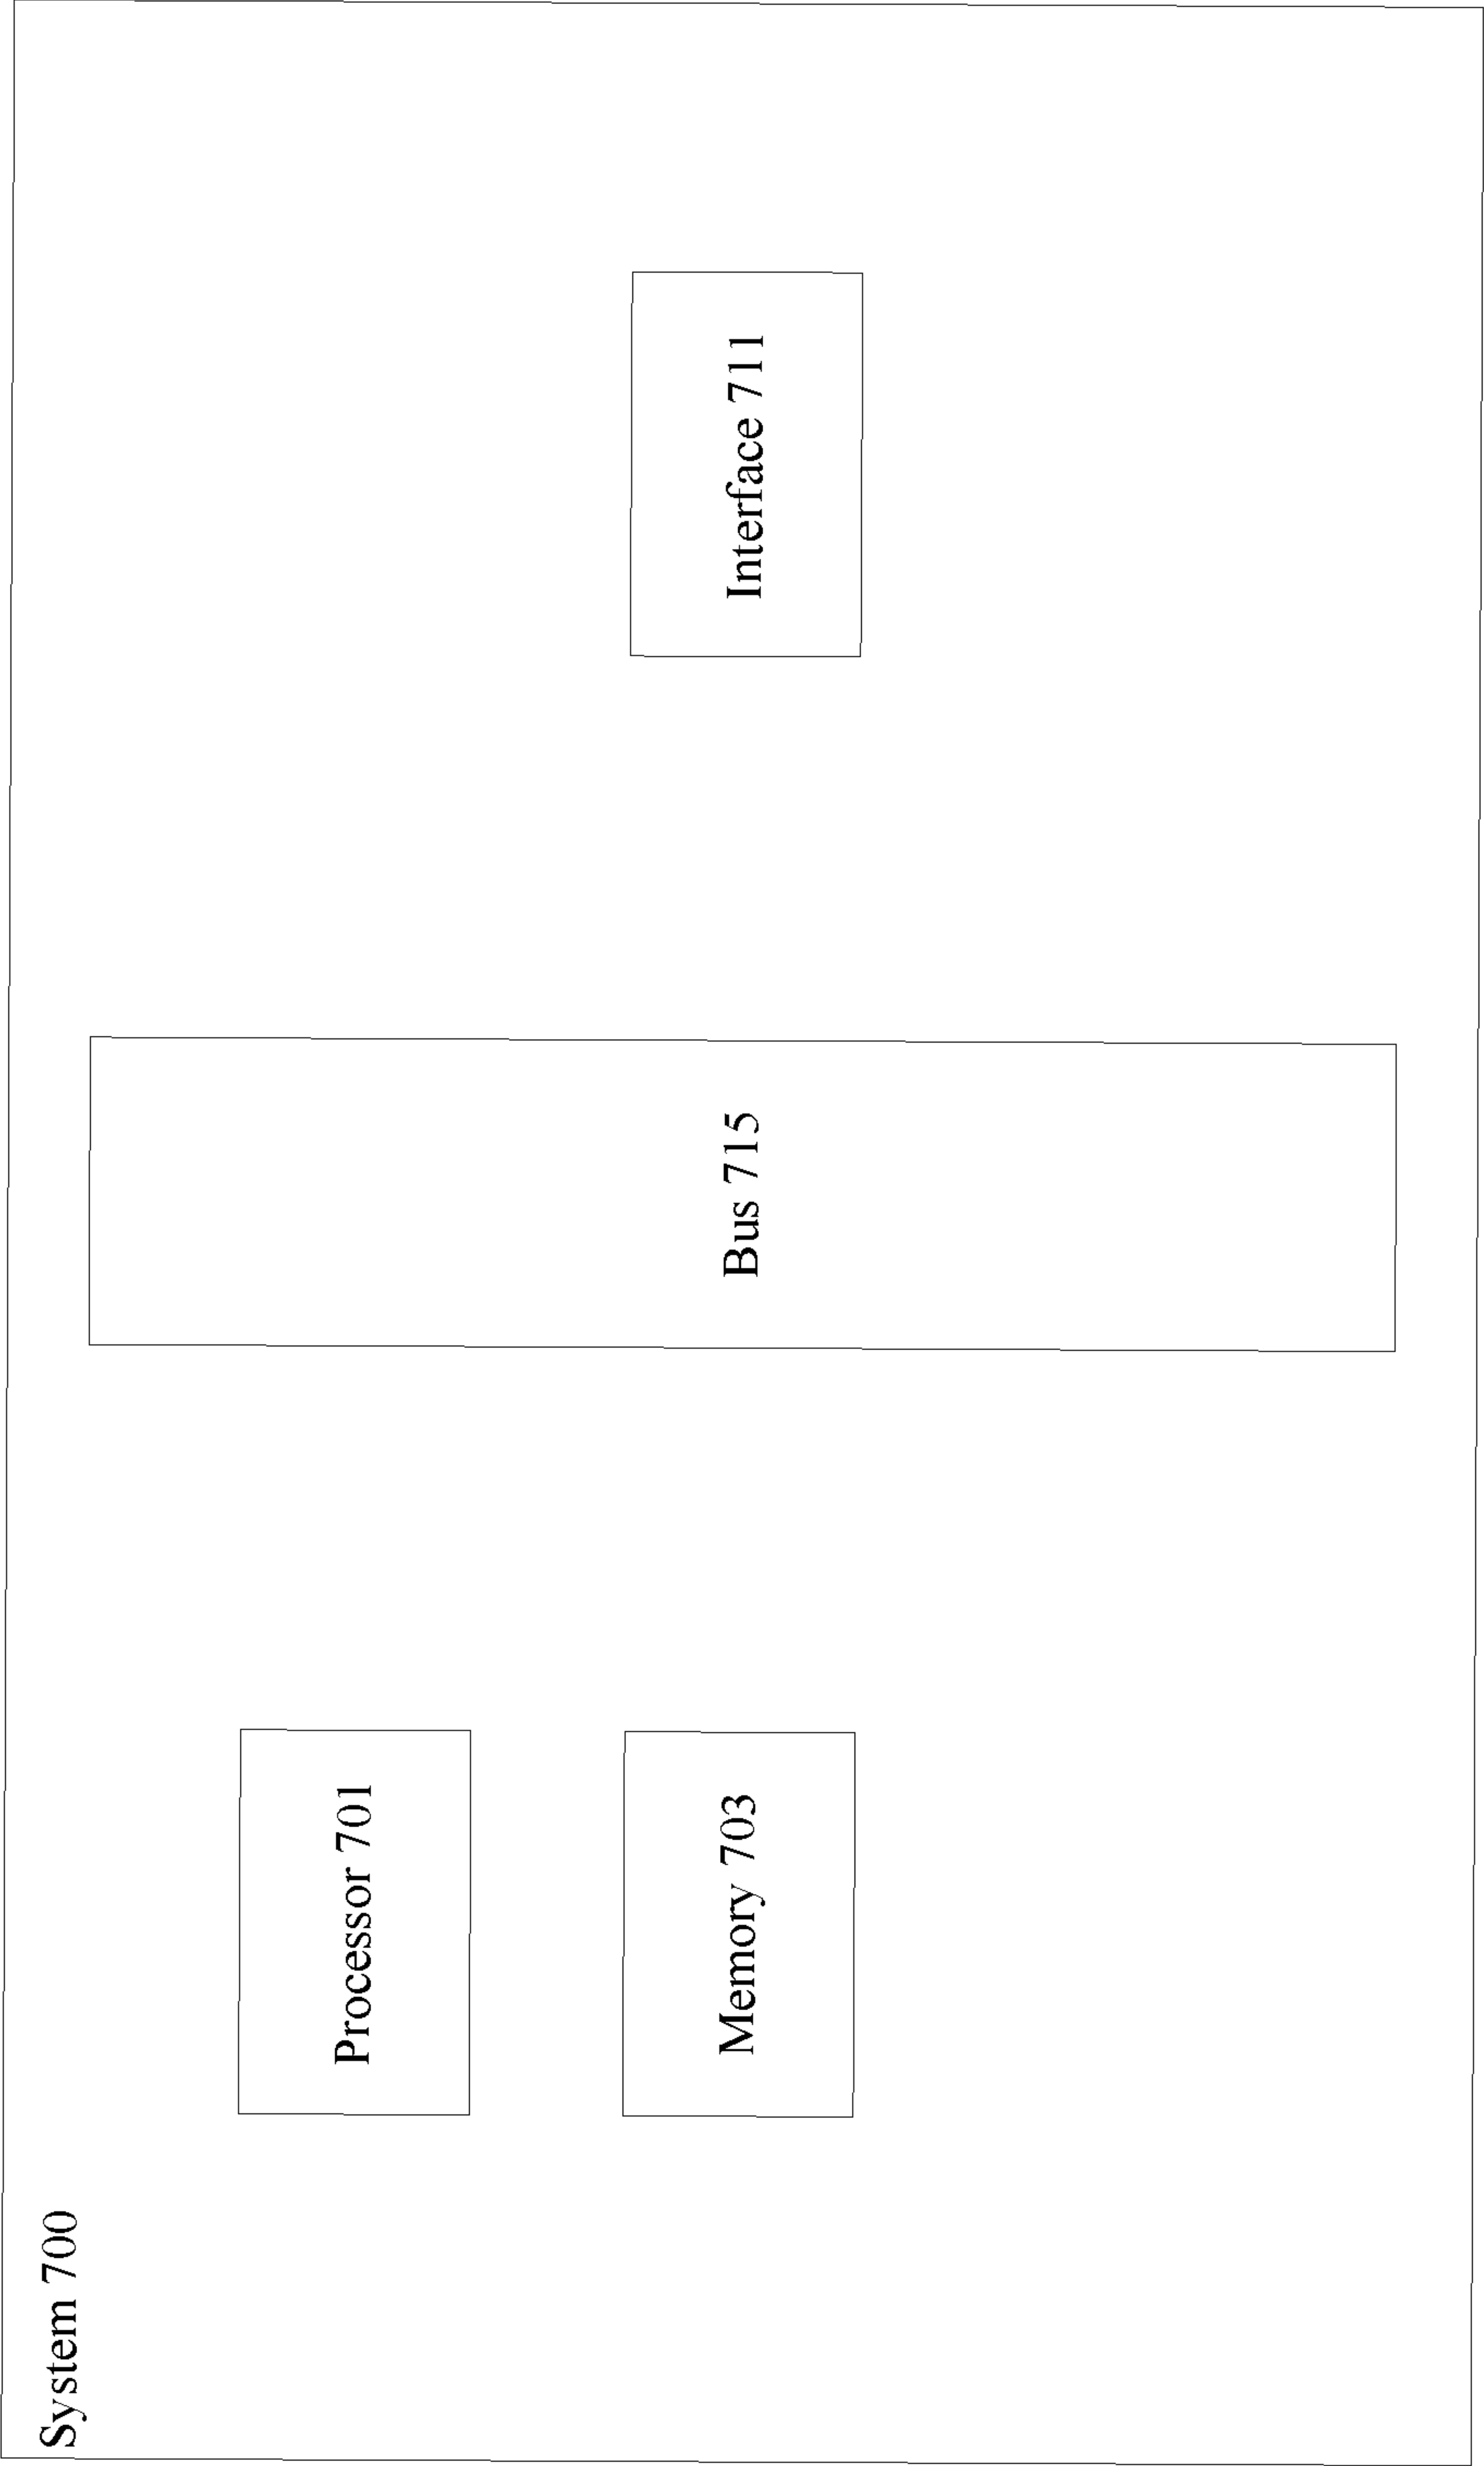 System 700
Processor 701
Memory 703
Bus 715
Interface 711